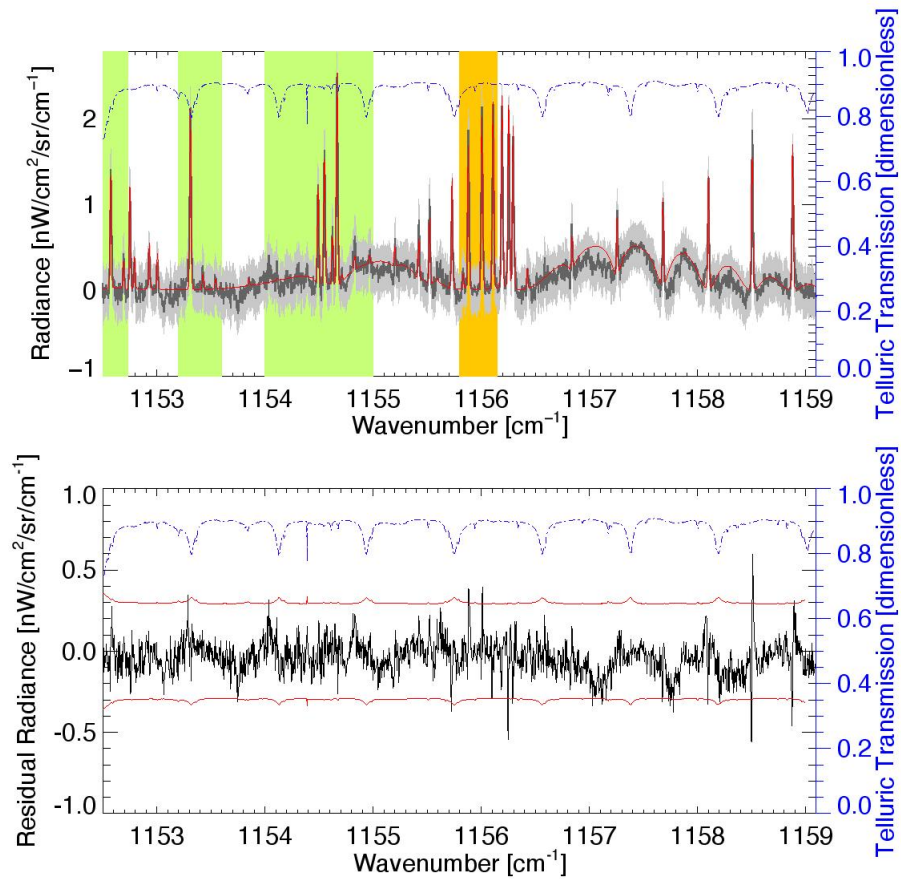 Radiance [nW/cm²/sr/cm⁻¹]
2
1
0
−1
1153 1154 1155 1156 1157 1158 1159
Wavenumber [cm⁻¹]
1.0
0.8
0.6
0.4
0.2
0.0
Telluric Transmission [dimensionless]
Residual Radiance [nW/cm²/sr/cm⁻¹]
1.0
0.5
0.0
-0.5
-1.0
1153 1154 1155 1156 1157 1158 1159
Wavenumber [cm⁻¹]
1.0
0.8
0.6
0.4
0.2
0.0
Telluric Transmission [dimensionless]